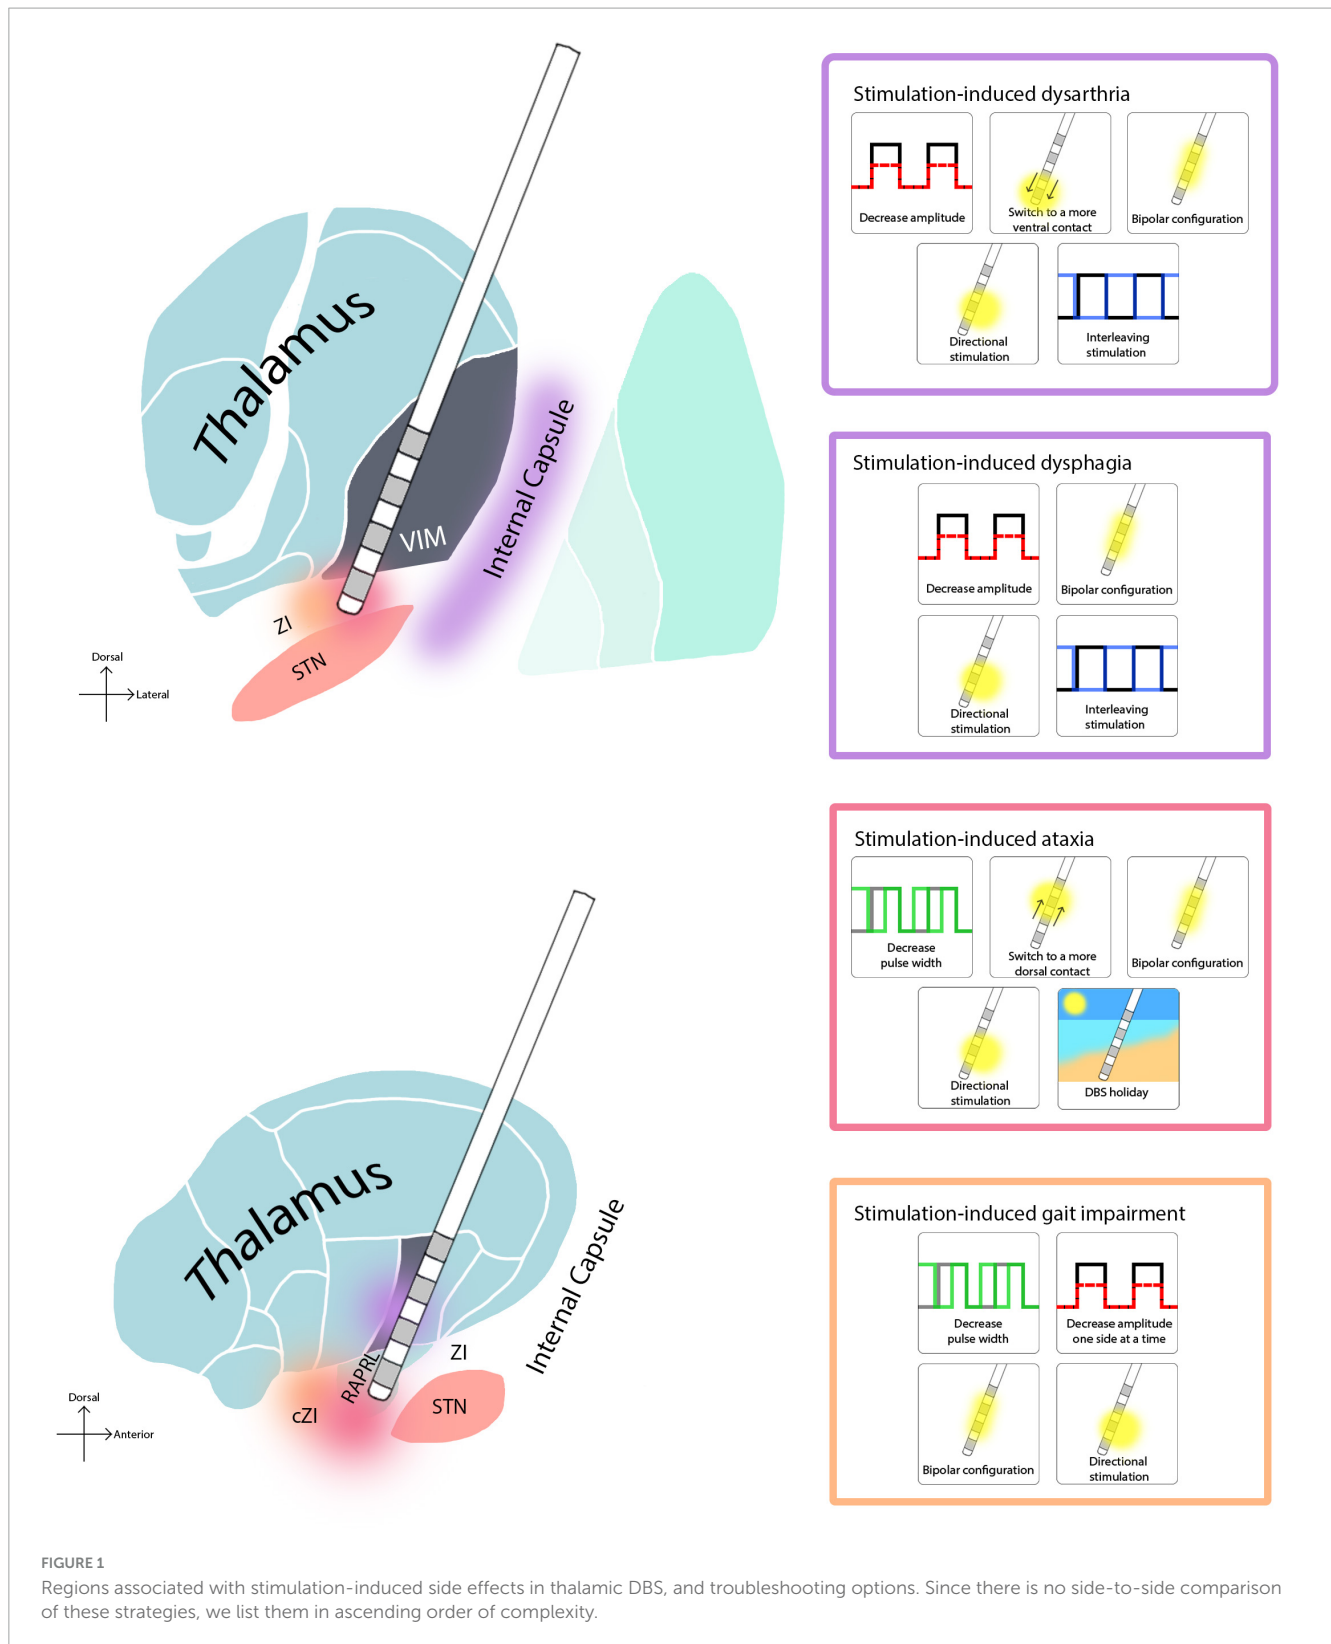 Thalamus
VIM
Internal Capsule
ZI
STN
Dorsal
Lateral
Stimulation-induced dysarthria
Decrease amplitude
Switch to a more
ventral contact
Bipolar configuration
Directional
stimulation
Interleaving
stimulation
Stimulation-induced dysphagia
Decrease amplitude
Bipolar configuration
Directional
stimulation
Interleaving
stimulation
Thalamus
Internal Capsule
RAPRL
ZI
cZI
STN
Dorsal
Anterior
Stimulation-induced ataxia
Decrease
pulse width
Switch to a more
dorsal contact
Bipolar configuration
Directional
stimulation
DBS holiday
Stimulation-induced gait impairment
Decrease
pulse width
Decrease amplitude
one side at a time
Bipolar configuration
Directional
stimulation
FIGURE 1
Regions associated with stimulation-induced side effects in thalamic DBS, and troubleshooting options. Since there is no side-to-side comparison
of these strategies, we list them in ascending order of complexity.